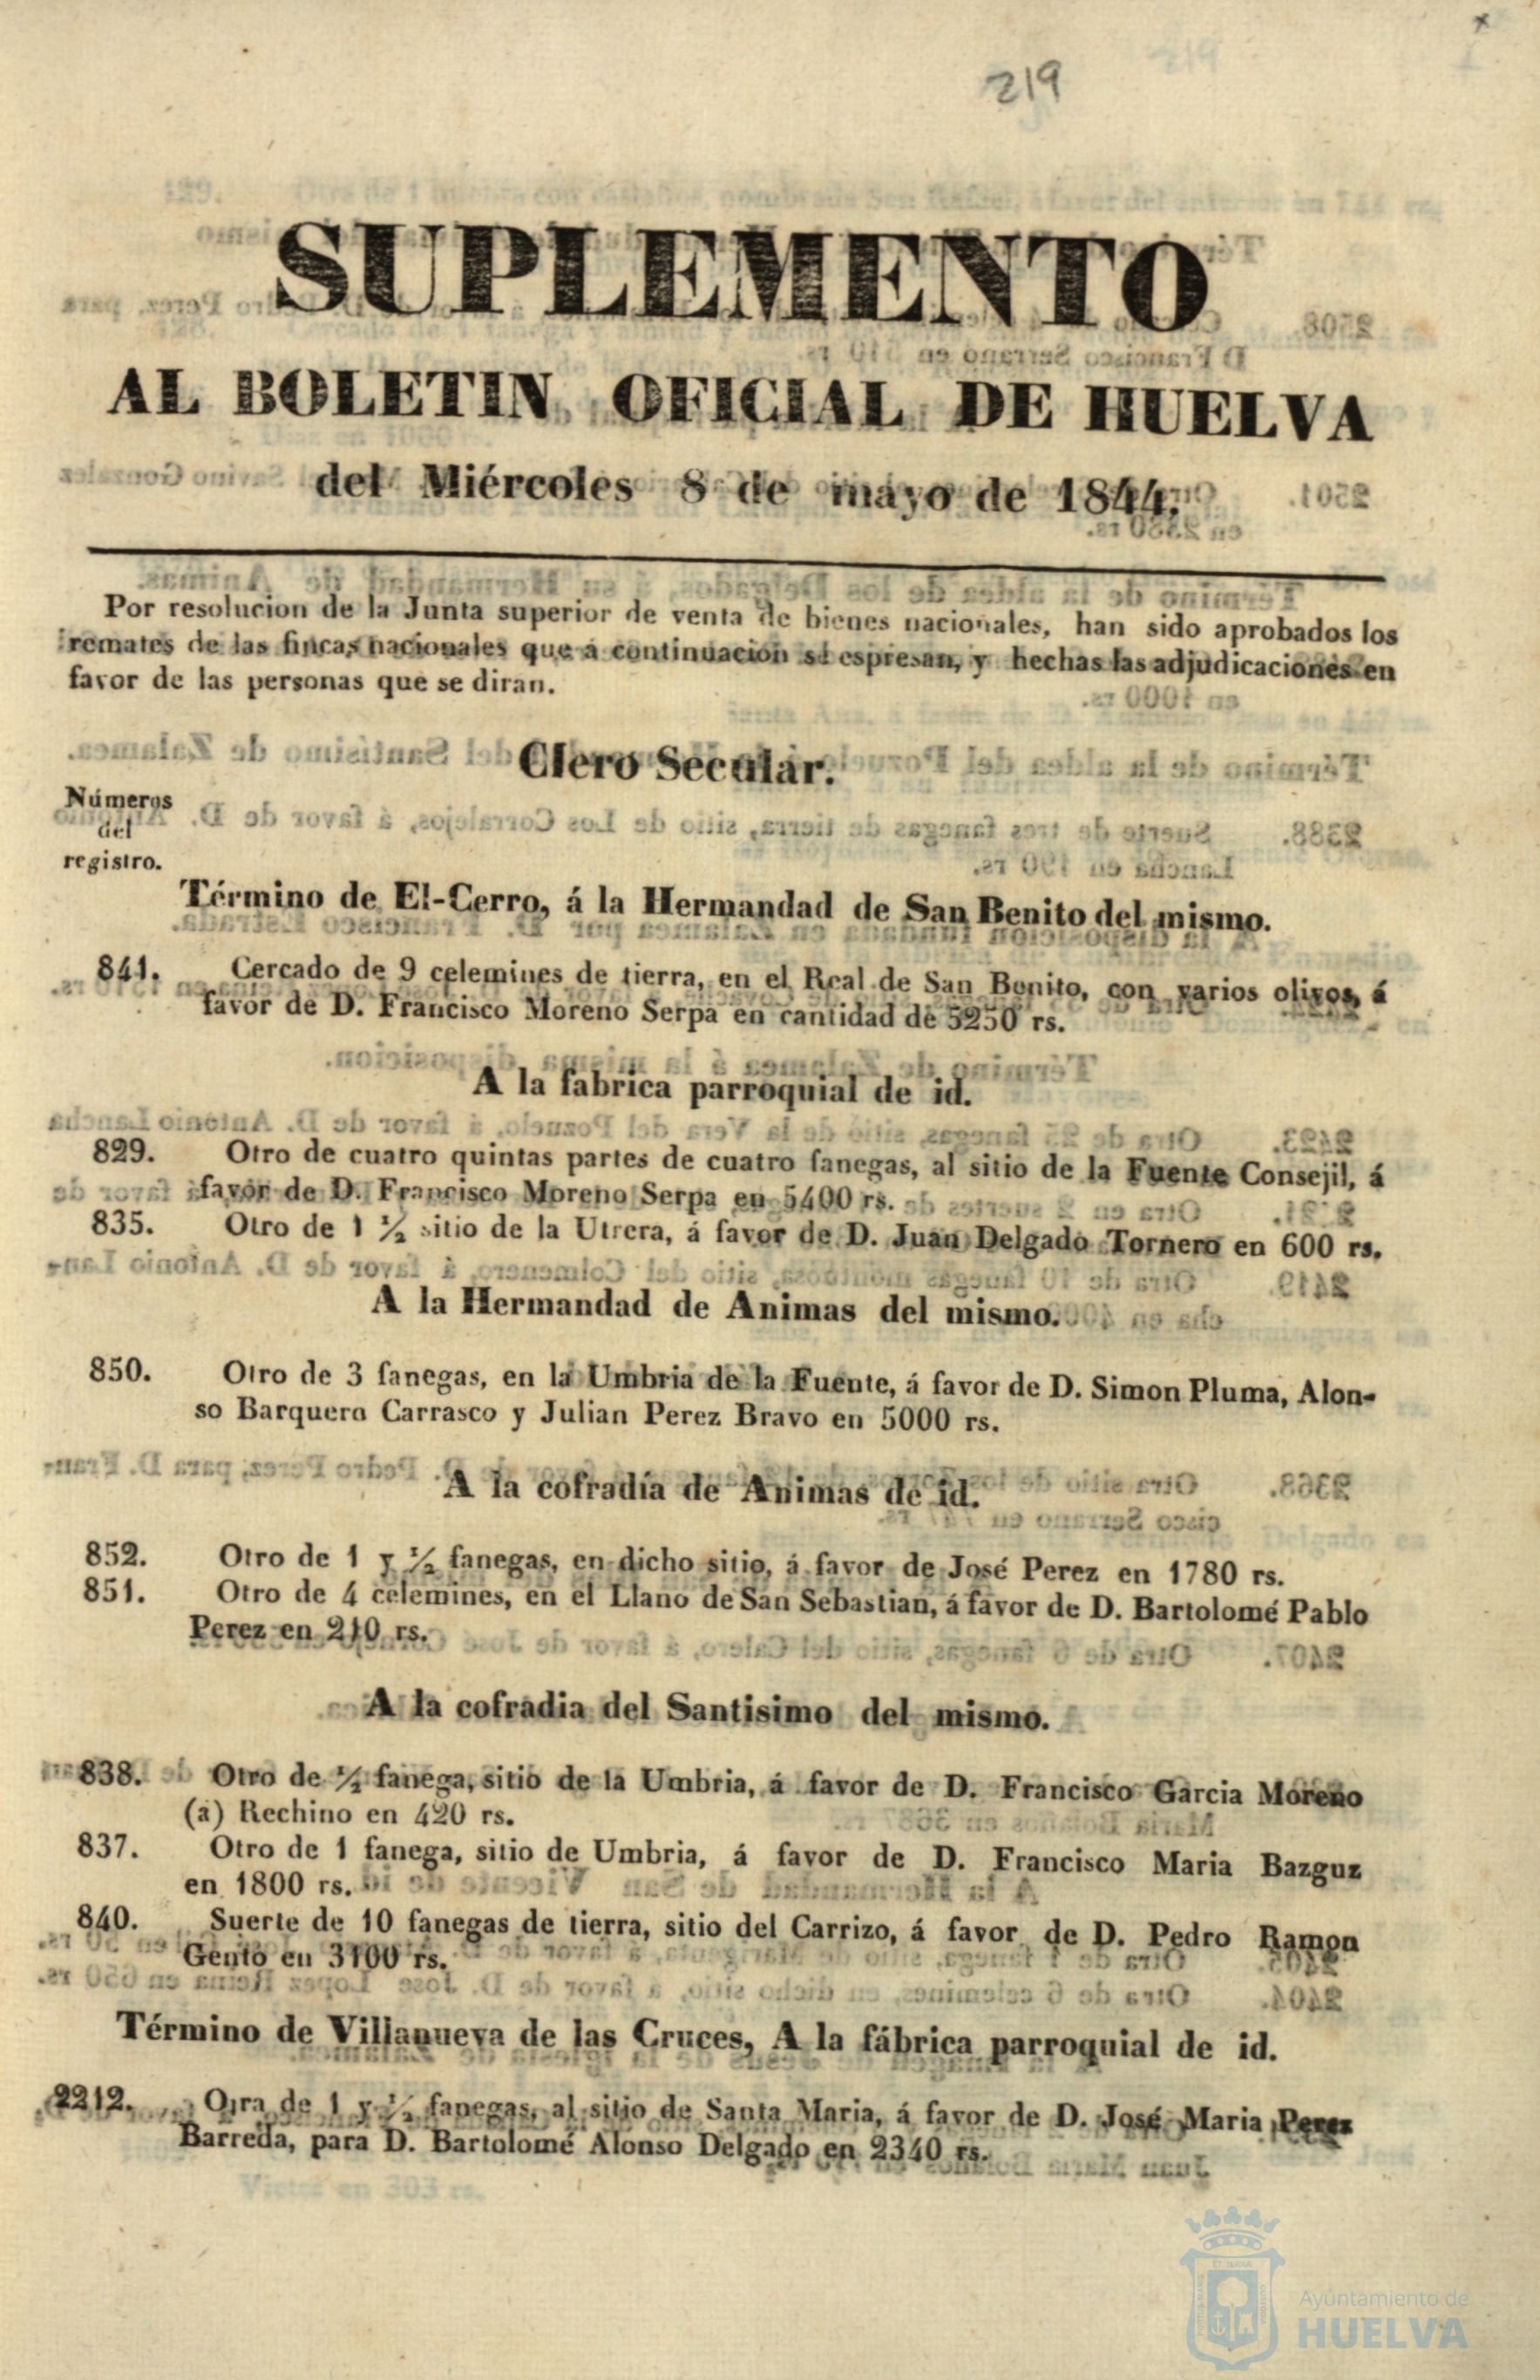 219
SUPLEMENTO
AL BOLETIN OFICIAL DE HUELVA
del Miércoles 8 de mayo de 1844.
Por resolucion de la Junta superior de venta de bienes nacionales, han sido aprobados los
remates de las fincas nacionales que á continuacion se espresan, y hechas las adjudicaciones en
favor de las personas que se diran.
Clero Secular.
Números
del
registro.
Término de El-Cerro, á la Hermandad de San Benito del mismo.
841. Cercado de 9 celemines de tierra, en el Real de San Benito, con varios olivos, á
favor de D. Francisco Moreno Serpa en cantidad de 5250 rs.
A la fabrica parroquial de id.
829. Otro de cuatro quintas partes de cuatro fanegas, al sitio de la Fuente Consejil, á
favor de D. Francisco Moreno Serpa en 5400 rs.
835. Otro de 1 ½ sitio de la Utrera, á favor de D. Juan Delgado Tornero en 600 rs.
A la Hermandad de Animas del mismo.
850. Otro de 3 fanegas, en la Umbria de la Fuente, á favor de D. Simon Pluma, Alon-
so Barquero Carrasco y Julian Perez Bravo en 5000 rs.
A la cofradía de Animas de id.
852. Otro de 1 y ½ fanegas, en dicho sitio, á favor de José Perez en 1780 rs.
851. Otro de 4 celemines, en el Llano de San Sebastian, á favor de D. Bartolomé Pablo
Perez en 210 rs.
A la cofradia del Santisimo del mismo.
838. Otro de ½ fanega, sitio de la Umbria, á favor de D. Francisco Garcia Moreno
(a) Rechino en 420 rs.
837. Otro de 1 fanega, sitio de Umbria, á favor de D. Francisco Maria Bazguz
en 1800 rs.
840. Suerte de 10 fanegas de tierra, sitio del Carrizo, á favor de D. Pedro Ramon
Gento en 3100 rs.
Término de Villanueva de las Cruces, A la fábrica parroquial de id.
2212. Otra de 1 y ½ fanegas, al sitio de Santa Maria, á favor de D. José Maria Perez
Barreda, para D. Bartolomé Alonso Delgado en 2340 rs.
Ayuntamiento de
HUELVA